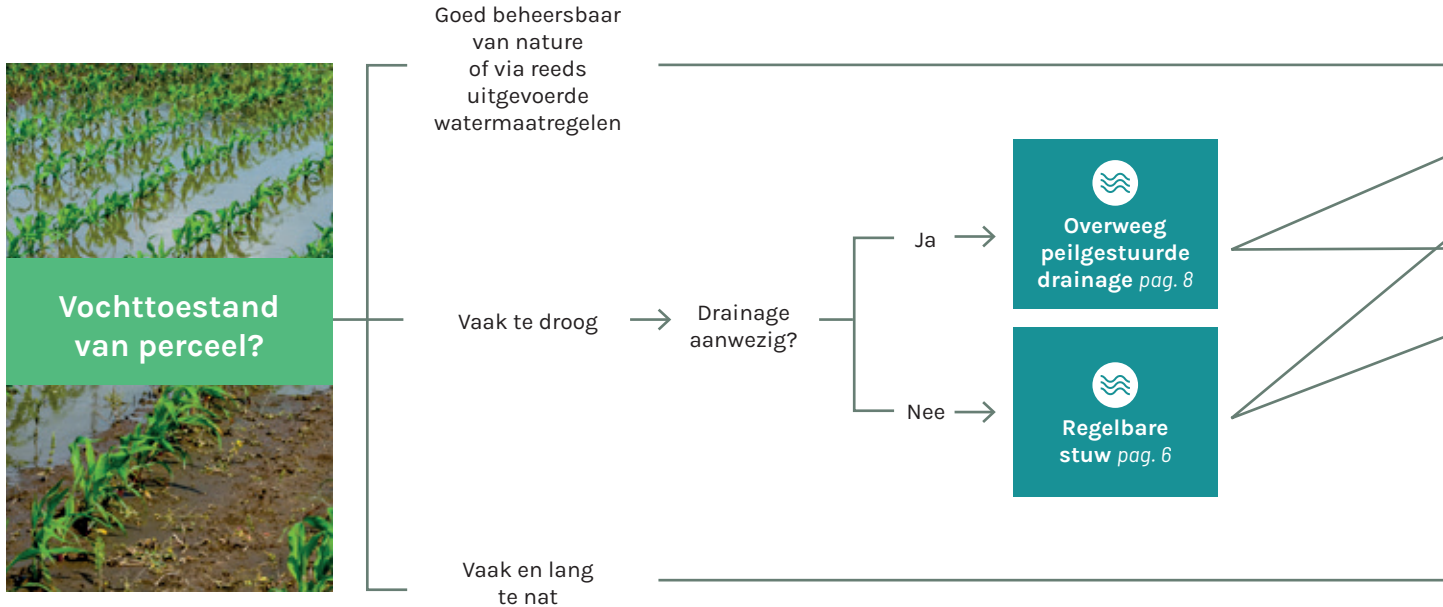 Goed beheersbaar
van nature
of via reeds
uitgevoerde
watermaatregelen
Vochttoestand
van perceel?
Vaak te droog
Drainage
aanwezig?
Ja
Overweeg
peilgestuurde
drainage pag. 8
Nee
Regelbare
stuw pag. 6
Vaak en lang
te nat